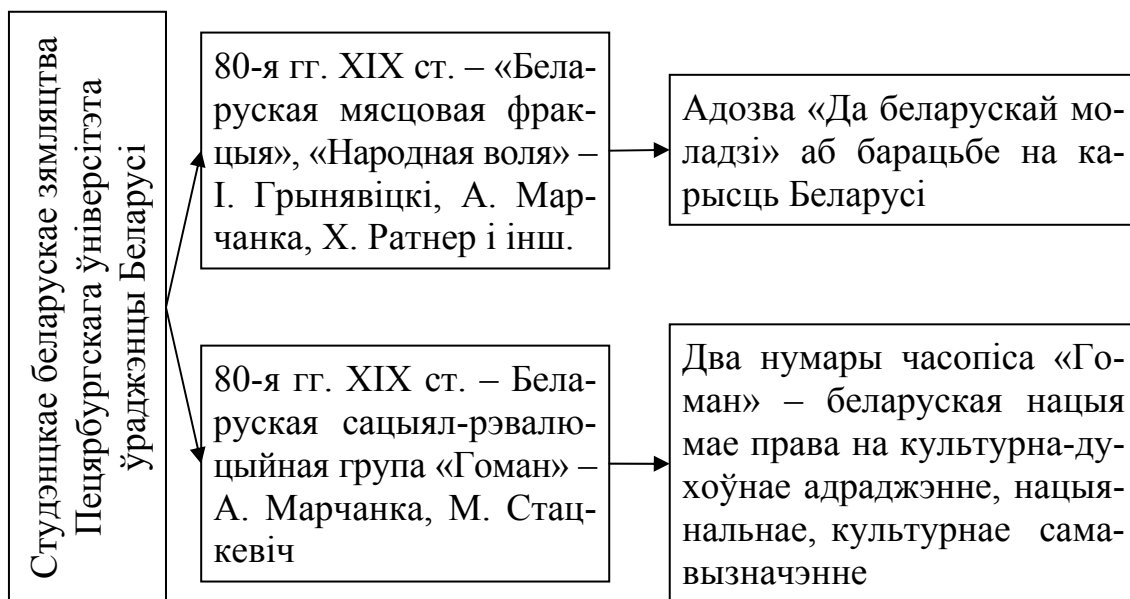 Студэнцкае беларускае зямляцтва
Пецярбургскага ўніверсітэта
ўраджэнцы Беларусі
80-я гг. XIX ст. – «Бела-
руская мясцовая фрак-
цыя», «Народная воля» –
І. Грынявіцкі, А. Мар-
чанка, Х. Ратнер і інш.
Адозва «Да беларускай мо-
ладзі» аб барацьбе на ка-
рысць Беларусі
80-я гг. XIX ст. – Бела-
руская сацыял-рэвалю-
цыйная група «Гоман» –
А. Марчанка, М. Стац-
кевіч
Два нумары часопіса «Го-
ман» – беларуская нацыя
мае права на культурна-ду-
хоўнае адраджэнне, нацыя-
нальнае, культурнае сама-
вызначэнне